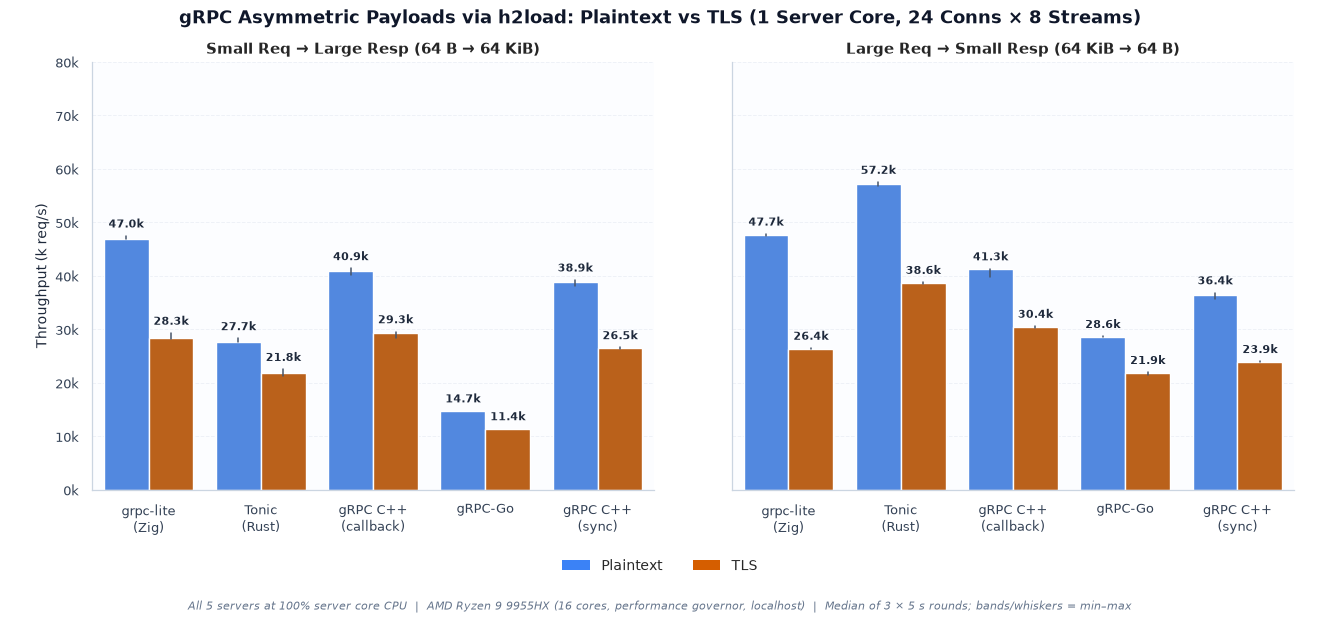 gRPC Asymmetric Payloads via h2load: Plaintext vs TLS (1 Server Core, 24 Conns × 8 Streams)
Small Req → Large Resp (64 B → 64 KiB)
Throughput (k req/s)
80k
70k
60k
50k
40k
30k
20k
10k
0k
47.0k
28.3k
27.7k
21.8k
40.9k
29.3k
14.7k
11.4k
38.9k
26.5k
grpc-lite
(Zig)
Tonic
(Rust)
gRPC C++
(callback)
gRPC-Go
gRPC C++
(sync)
Large Req → Small Resp (64 KiB → 64 B)
47.7k
26.4k
57.2k
38.6k
41.3k
30.4k
28.6k
21.9k
36.4k
23.9k
grpc-lite
(Zig)
Tonic
(Rust)
gRPC C++
(callback)
gRPC-Go
gRPC C++
(sync)
Plaintext
TLS
All 5 servers at 100% server core CPU | AMD Ryzen 9 9955HX (16 cores, performance governor, localhost) | Median of 3 × 5 s rounds; bands/whiskers = min–max